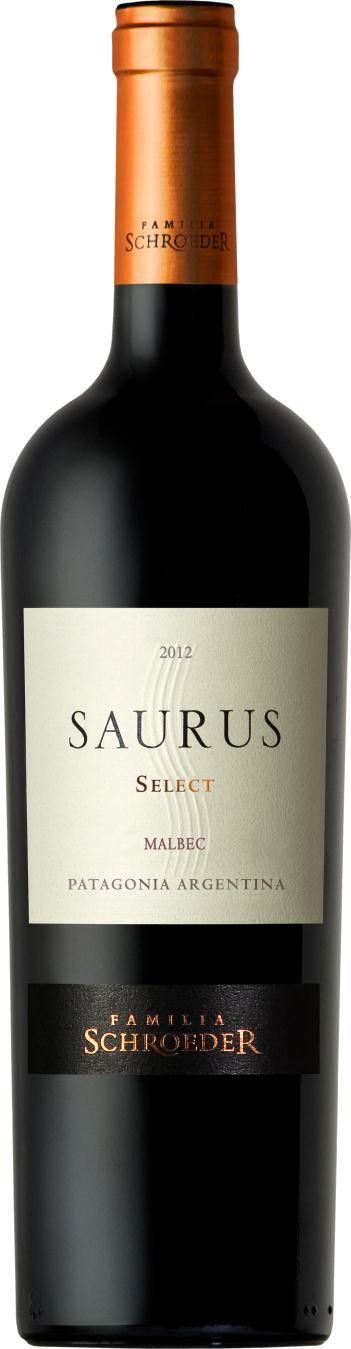 FAMILIA
SCHROEDER
2012
SAURUS
SELECT
MALBEC
PATAGONIA ARGENTINA
FAMILIA
SCHROEDER